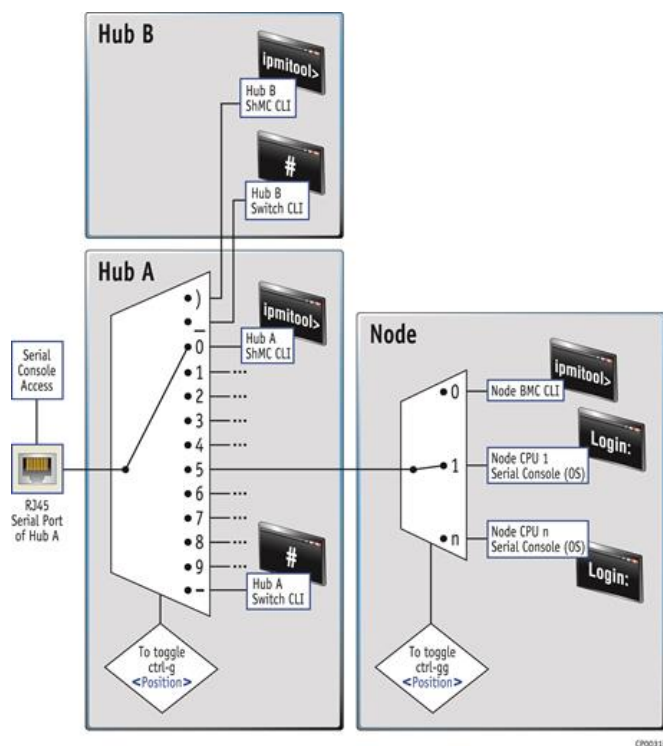 Hub B
ipmitool>
Hub B
ShMC CLI
#
Hub B
Switch CLI
Hub A
)
_
ipmitool>
0
Hub A
ShMC CLI
1 ...
2 ...
3 ...
4 ...
5
6 ...
7 ...
8 ...
9 ...
#
-
Hub A
Switch CLI
Serial
Console
Access
RJ45
Serial Port
of Hub A
To toggle
ctrl-g
<Position>
Node
ipmitool>
0
Node BMC CLI
Login:
1
Node CPU 1
Serial Console (OS)
n
Node CPU n
Serial Console (OS)
Login:
To toggle
ctrl-gg
<Position>